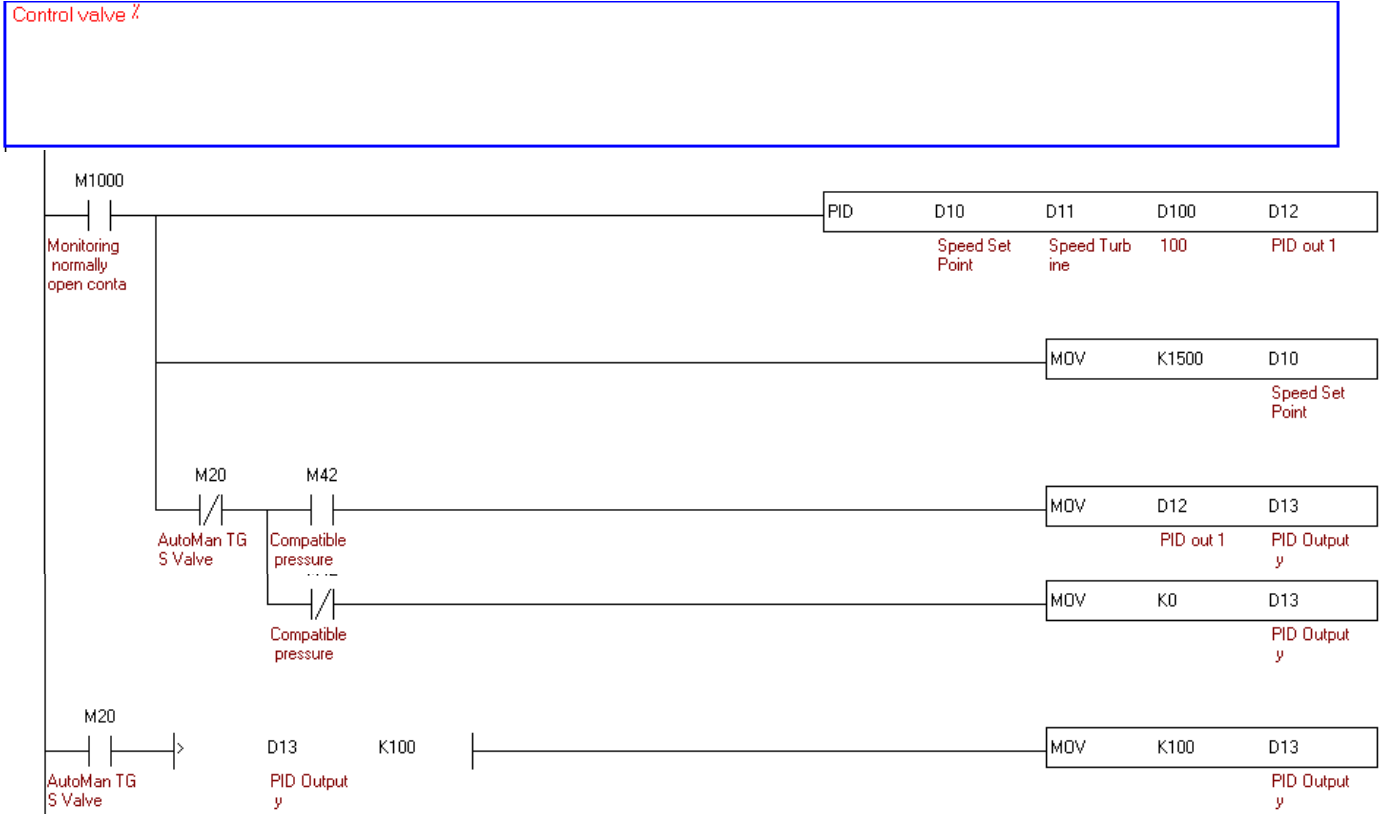 Control valve %
M1000
PID D10 D11 D100 D12
Monitoring
normally
open conta
Speed Set
Point
Speed Turb
ine
100
PID out 1
MOV K1500 D10
Speed Set
Point
M20 M42
MOV D12 D13
AutoMan TG
S Valve
Compatible
pressure
PID out 1
PID Output
y
MOV K0 D13
Compatible
pressure
PID Output
y
M20
> D13 K100
MOV K100 D13
AutoMan TG
S Valve
PID Output
y
PID Output
y